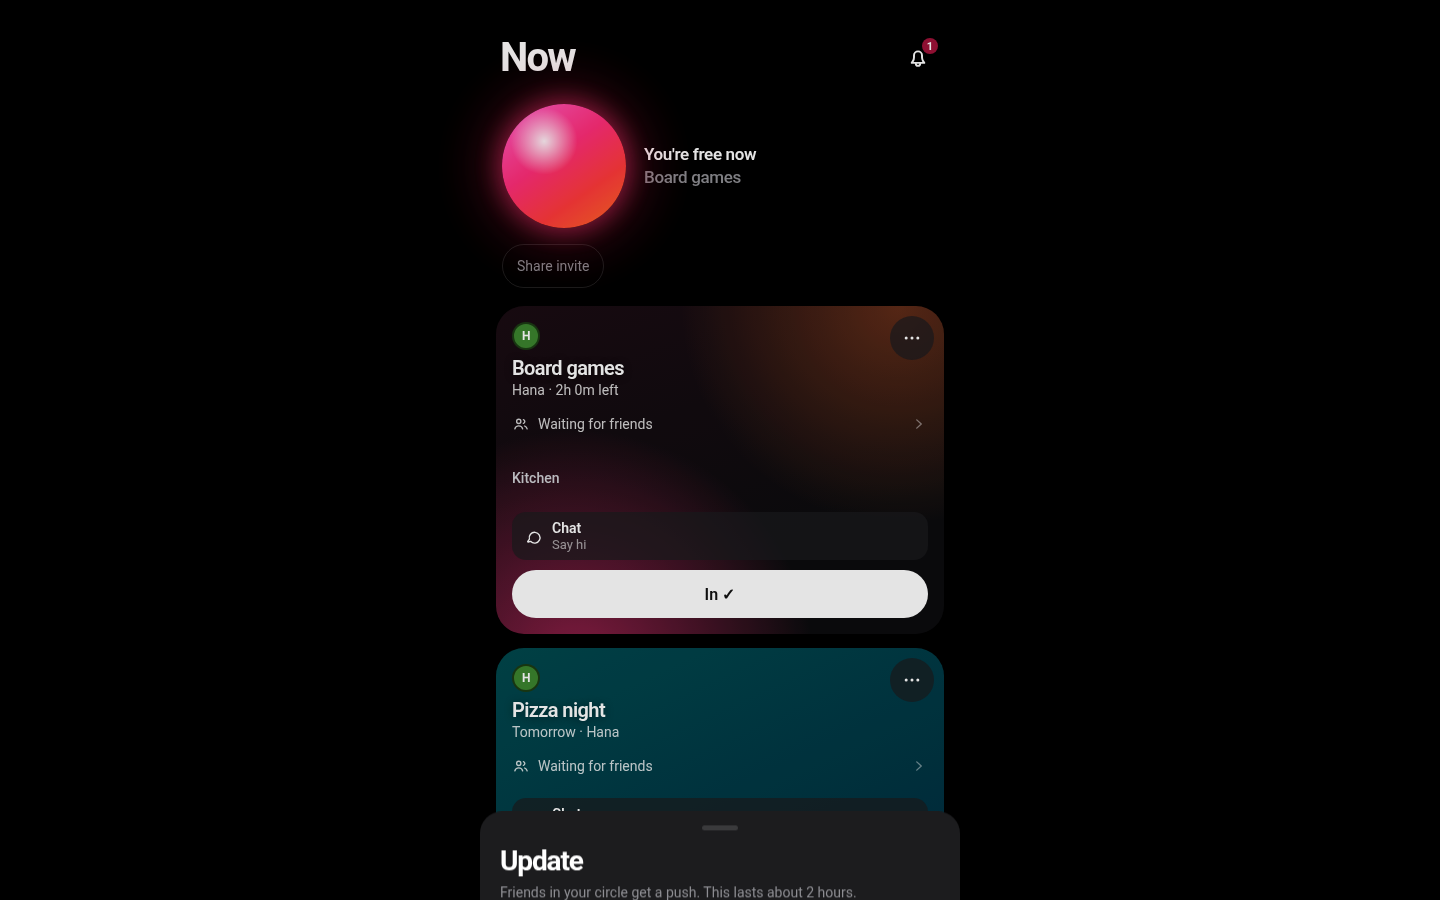 Now
1
You're free now
Board games
Share invite
H
Board games
Hana · 2h 0m left
Waiting for friends
Kitchen
Chat
Say hi
In ✓
H
Pizza night
Tomorrow · Hana
Waiting for friends
Update
Friends in your circle get a push. This lasts about 2 hours.